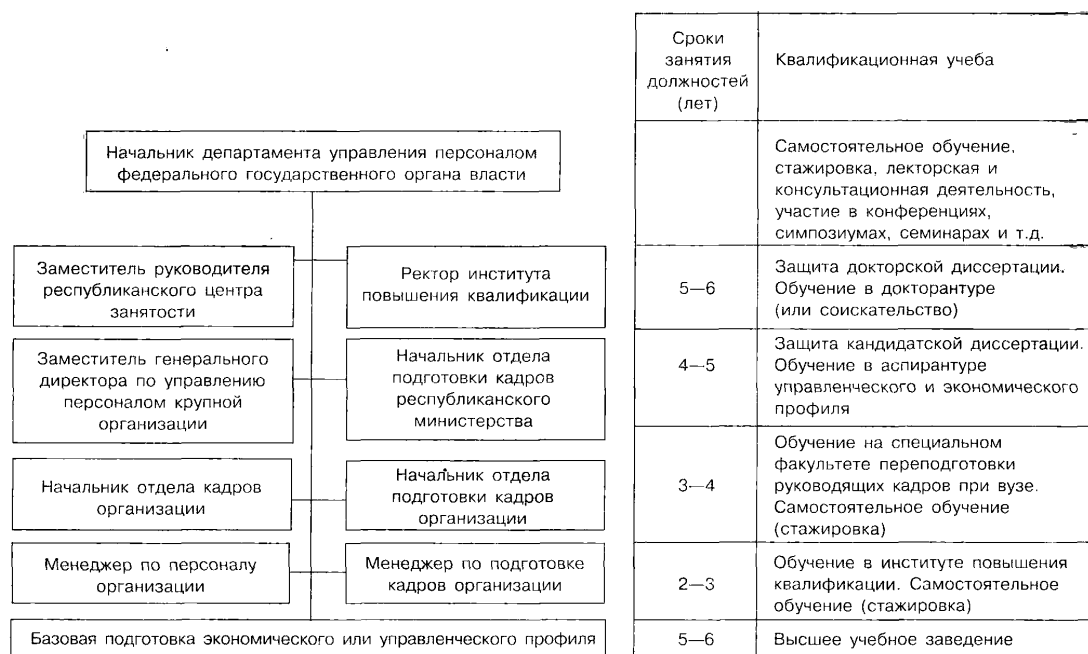 Начальник департамента управления персоналом
федерального государственного органа власти
Заместитель руководителя
республиканского центра
занятости
Ректор института
повышения квалификации
Заместитель генерального
директора по управлению
персоналом крупной
организации
Начальник отдела
подготовки кадров
республиканского
министерства
Начальник отдела кадров
организации
Начальник отдела
подготовки кадров
организации
Менеджер по персоналу
организации
Менеджер по подготовке
кадров организации
Базовая подготовка экономического или управленческого профиля
Сроки
занятия
должностей
(лет)
Квалификационная учеба
Самостоятельное обучение,
стажировка, лекторская и
консультационная деятельность,
участие в конференциях,
симпозиумах, семинарах и т.д.
5—6
Защита докторской диссертации.
Обучение в докторантуре
(или соискательство)
4—5
Защита кандидатской диссертации.
Обучение в аспирантуре
управленческого и экономического
профиля
3—4
Обучение на специальном
факультете переподготовки
руководящих кадров при вузе.
Самостоятельное обучение
(стажировка)
2—3
Обучение в институте повышения
квалификации. Самостоятельное
обучение (стажировка)
5—6
Высшее учебное заведение